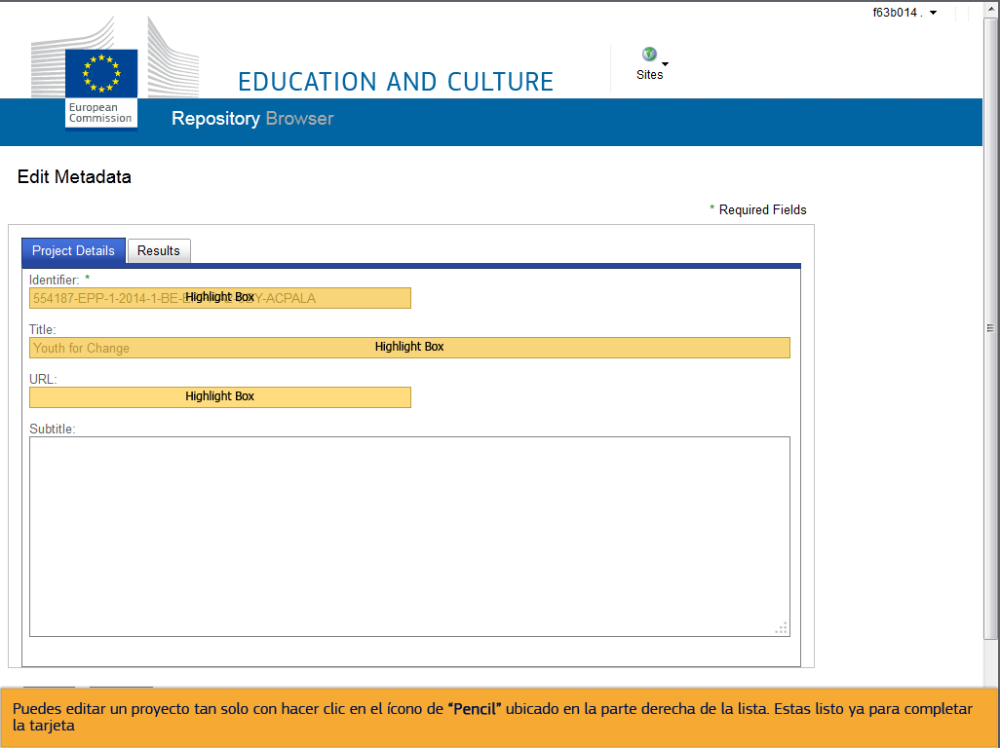 f63b014 .
EDUCATION AND CULTURE
Sites
European
Commission
Repository Browser
Edit Metadata
* Required Fields
Project Details
Results
Identifier: *
554187-EPP-1-2014-1-BE- Y-ACPALA
Highlight Box
Title:
Youth for Change
Highlight Box
URL:
Highlight Box
Subtitle:
Puedes editar un proyecto tan solo con hacer clic en el ícono de “Pencil” ubicado en la parte derecha de la lista. Estas listo ya para completar
la tarjeta